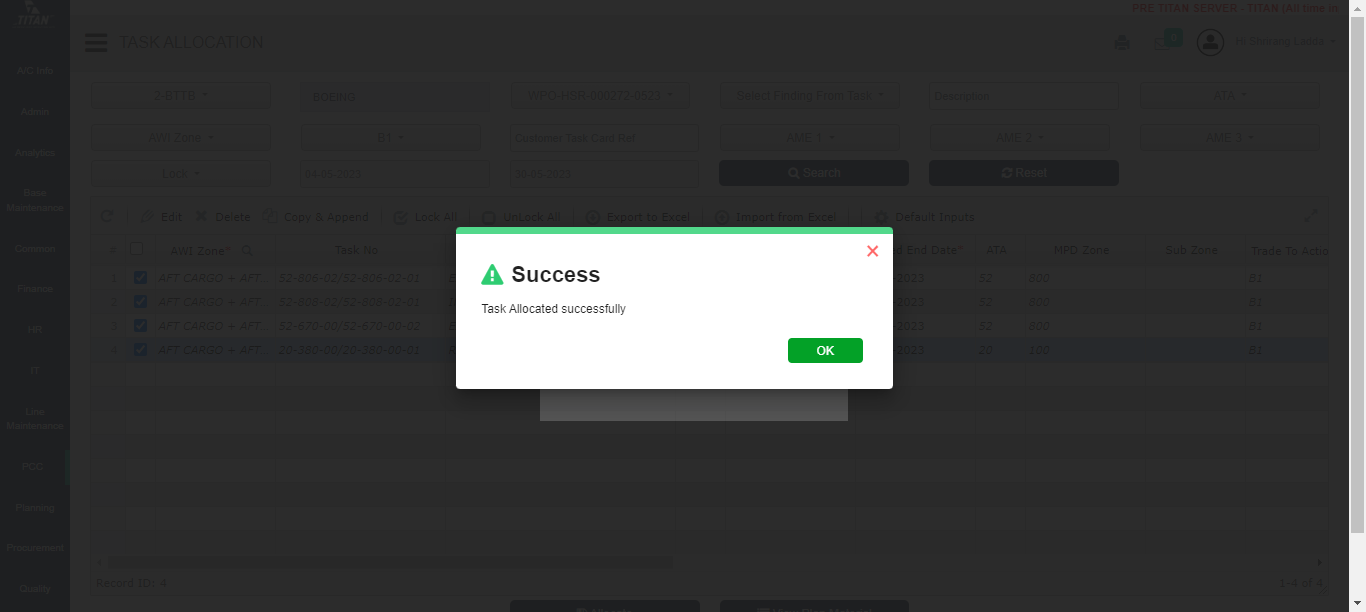 TITAN
PRE TITAN SERVER - TITAN (All time in
TASK ALLOCATION
0
A/C Info
Admin
Analytics
Base
Maintenance
Common
Finance
HR
IT
Line
Maintenance
PDC
Planning
Procurement
Quality
2-BTTB
BOEING
WPO-HSR-000272-0523
Select Finding From Task
Description
ATA
AWI Zone
B1
Customer Task Card Ref
AME 1
AME 2
AME 3
Lock
04-05-2023
30-05-2023
Search
Reset
Edit
Delete
Copy & Append
Lock All
UnLock All
Export to Excel
Import from Excel
Default Inputs
# AWI Zone* Task No d End Date* ATA MPD Zone Sub Zone Trade To Actio
1 AFT CARGO + AFT... 52-806-02/52-806-02-01 2023 52 800 B1
2 AFT CARGO + AFT... 52-808-02/52-808-02-01 2023 52 800 B1
3 AFT CARGO + AFT... 52-670-00/52-670-00-02 2023 52 800 B1
4 AFT CARGO + AFT... 20-380-00/20-380-00-01 2023 20 100 B1
Success
Task Allocated successfully
OK
Record ID: 4
1-4 of 4